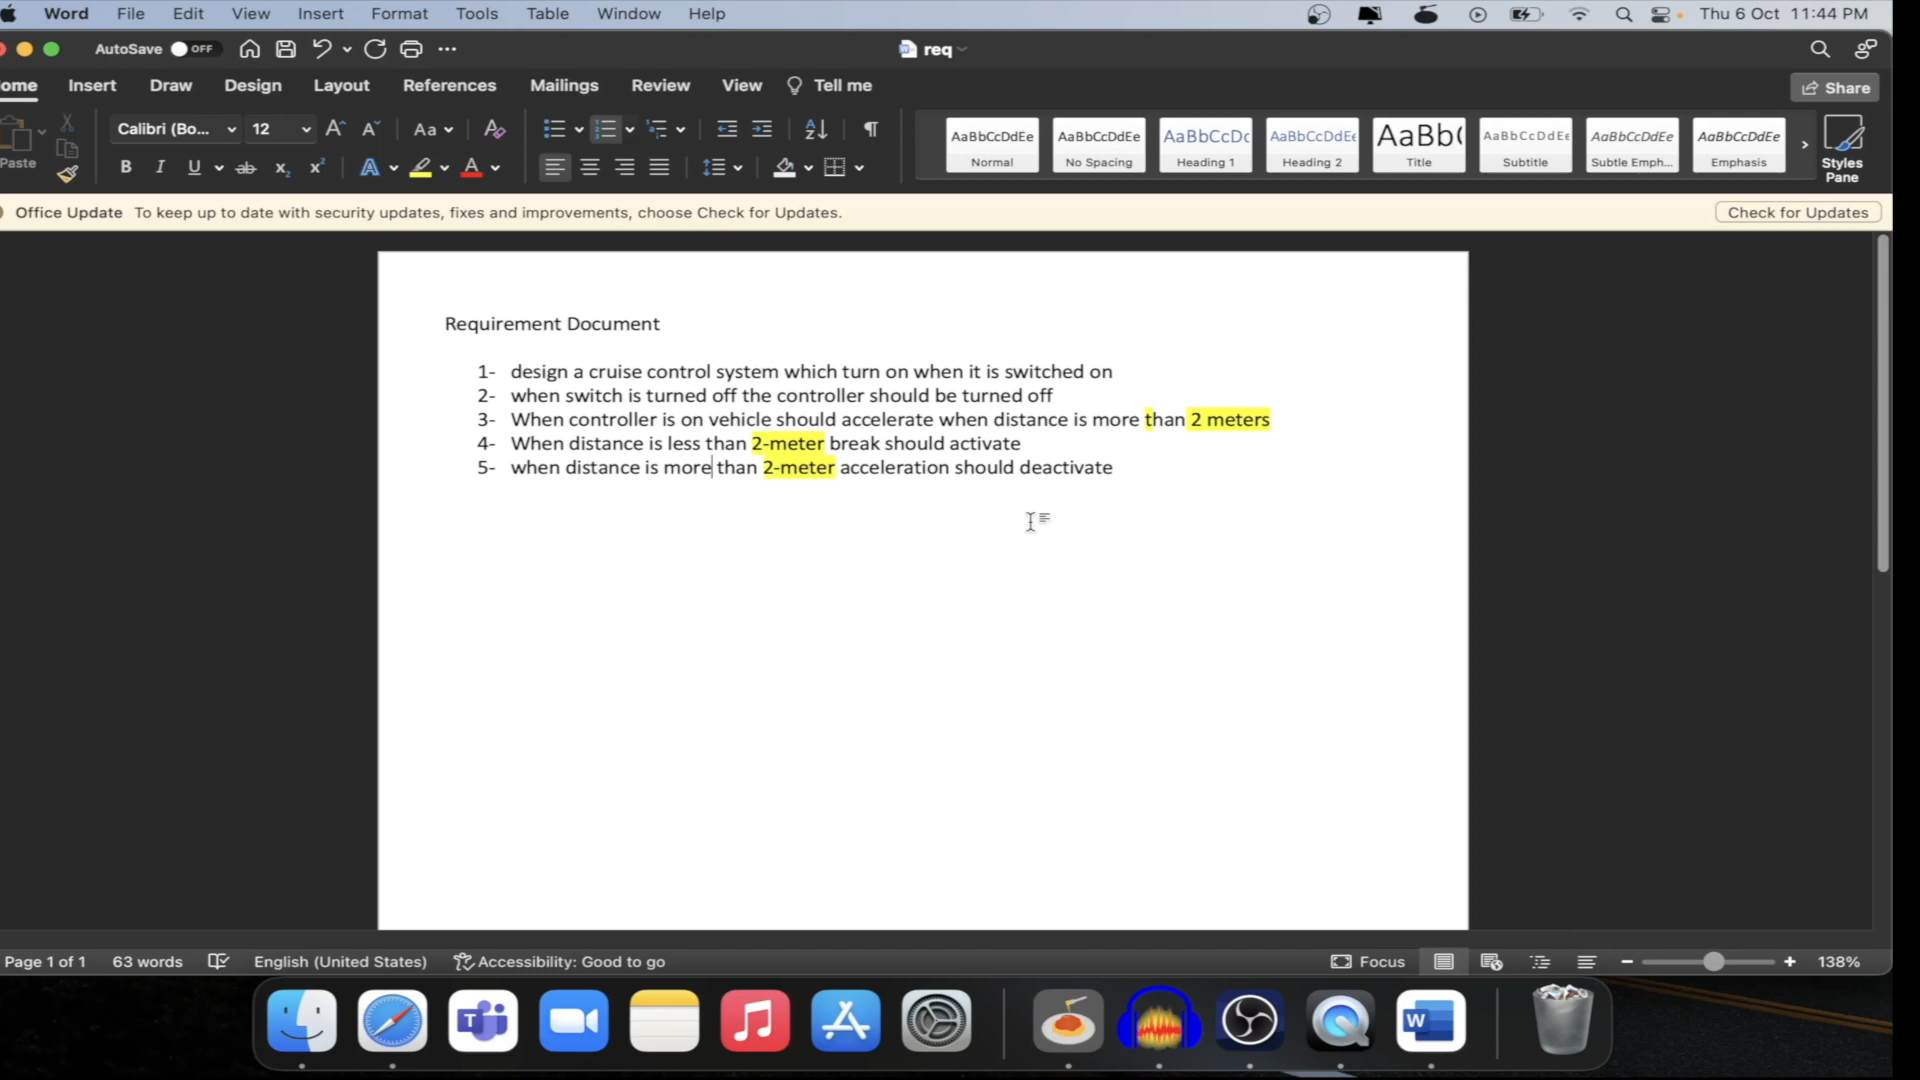 Word File Edit View Insert Format Tools Table Window Help Thu 6 Oct 11:44 PM
AutoSave OFF req
ome Insert Draw Design Layout References Mailings Review View Tell me Share
Paste Calibri (Bo... 12 Aa AaBbCcDdEe Normal AaBbCcDdEe No Spacing AaBbCcDc Heading 1 AaBbCcDdEe Heading 2 AaBb( Title AaBbCcDdEe Subtitle AaBbCcDdEe Subtle Emph... AaBbCcDdEe Emphasis Styles Pane
Office Update To keep up to date with security updates, fixes and improvements, choose Check for Updates. Check for Updates
Requirement Document
1- design a cruise control system which turn on when it is switched on
2- when switch is turned off the controller should be turned off
3- When controller is on vehicle should accelerate when distance is more than 2 meters
4- When distance is less than 2-meter break should activate
5- when distance is more than 2-meter acceleration should deactivate
Page 1 of 1 63 words English (United States) Accessibility: Good to go Focus 138%